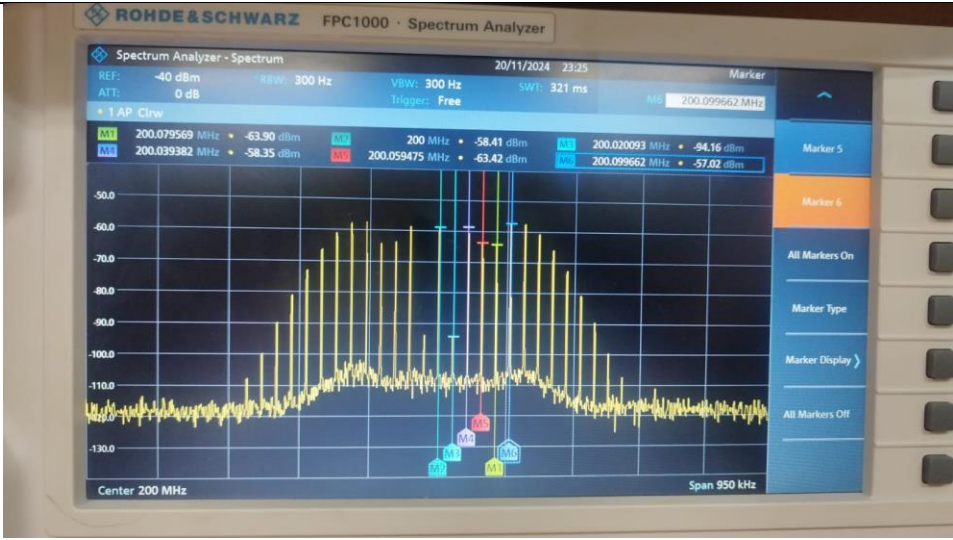 ROHDE&SCHWARZ FPC1000 · Spectrum Analyzer
Spectrum Analyzer - Spectrum 20/11/2024 23:25 Marker
REF: -40 dBm RBW: 300 Hz VBW: 300 Hz SWT: 321 ms
ATT: 0 dB Trigger: Free M6 200.099662 MHz
1 AP Clrw
M1 200.079569 MHz -63.90 dBm M2 200 MHz -58.41 dBm M3 200.020093 MHz -94.16 dBm
M4 200.039382 MHz -58.35 dBm M5 200.059475 MHz -63.42 dBm M6 200.099662 MHz -57.02 dBm
-50.0
-60.0
-70.0
-80.0
-90.0
-100.0
-110.0
-120.0
-130.0
M5
M4
M3 M6
M2 M1
Center 200 MHz Span 950 kHz
Marker 5
Marker 6
All Markers On
Marker Type
Marker Display
All Markers Off